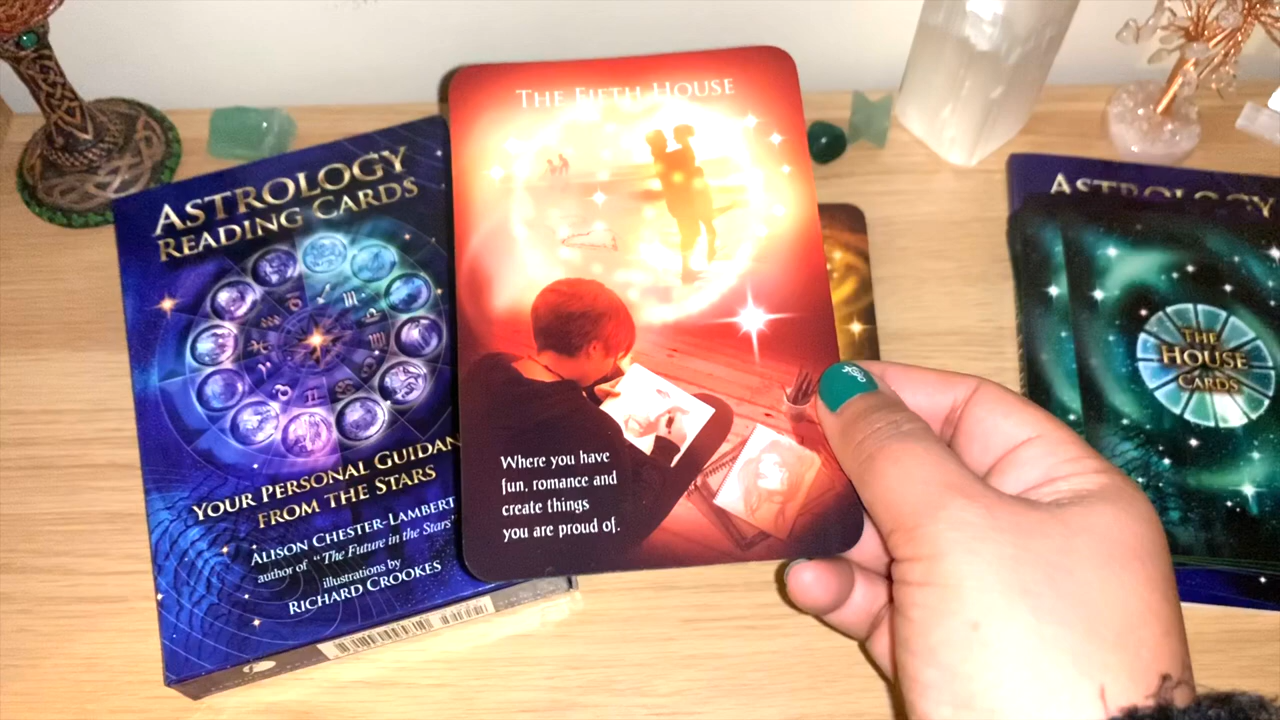 ASTROLOGY
READING CARDS
YOUR PERSONAL
FROM THE STARS
ALISON CHESTER-LAMBERT
author of "The Future in the Stars"
illustrations by
RICHARD CROOKES
THE FIFTH HOUSE
Where you have
fun, romance and
create things
you are proud of.
ASTROLOGY
THE
HOUSE
CARDS